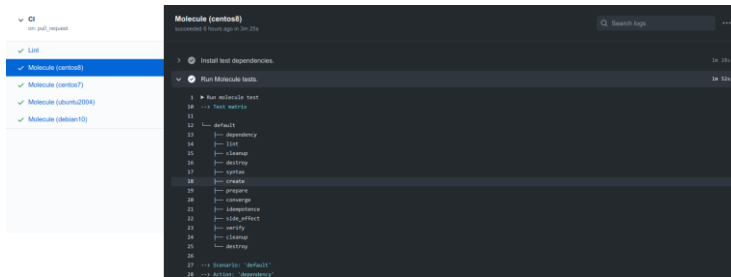 CI
on: pull_request
Lint
Molecule (centos8)
Molecule (centos7)
Molecule (ubuntu2004)
Molecule (debian10)
Molecule (centos8)
succeeded 6 hours ago in 3m 25s
Search logs
Install test dependencies.
Run Molecule tests. 1m 52s
1 ▶ Run molecule test
10 --> Test matrix
11
12 └── default
13 ├── dependency
14 ├── lint
15 ├── cleanup
16 ├── destroy
17 ├── syntax
18 ├── create
19 ├── prepare
20 ├── converge
21 ├── idempotence
22 ├── side_effect
23 ├── verify
24 ├── cleanup
25 └── destroy
26
27 --> Scenario: 'default'
28 --> Action: 'dependency'